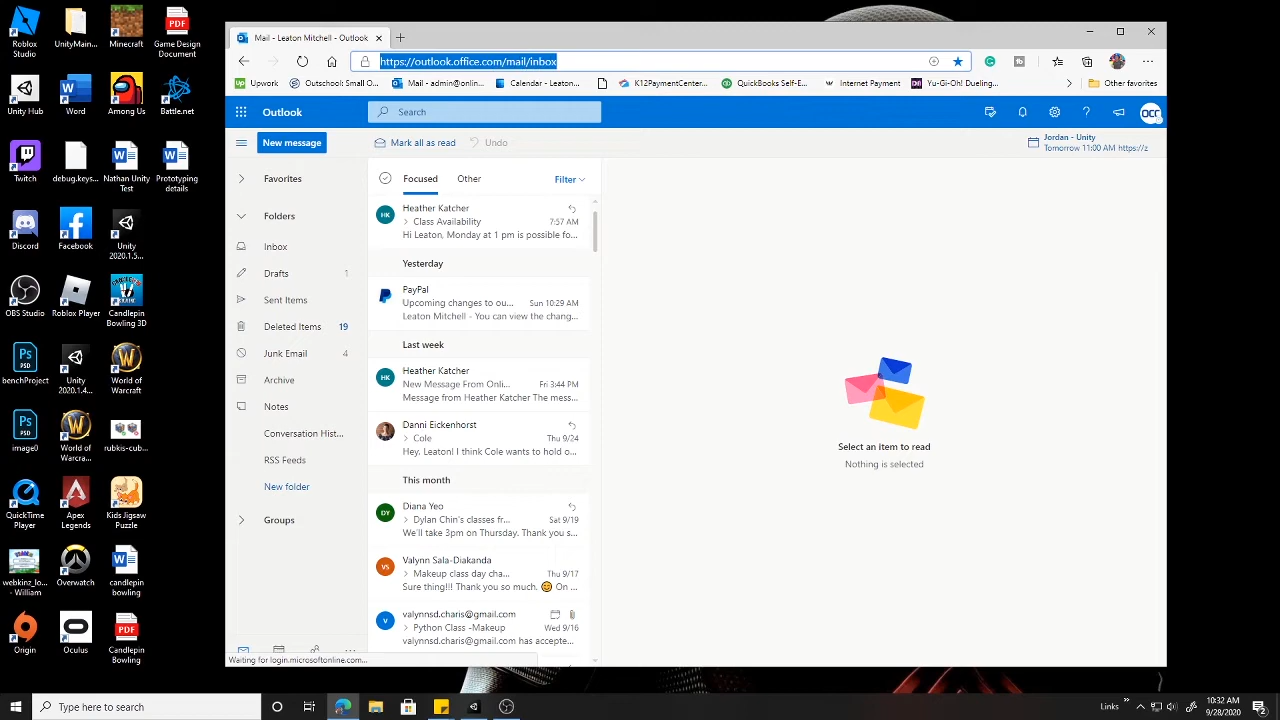 Roblox
Studio
UnityMain...
Minecraft
PDF
Game Design
Document
Unity Hub
Word
Among Us
Battle.net
Twitch
debug.keys...
Nathan Unity
Test
Prototyping
details
Discord
Facebook
Unity
2020.1.5...
OBS Studio
Roblox Player
Candlepin
Bowling 3D
benchProject
Unity
2020.1.4...
World of
Warcraft
image0
World of
Warcra...
rubkis-cub...
QuickTime
Player
Apex
Legends
Kids Jigsaw
Puzzle
webkinz_lo...
- William
Overwatch
candlepin
bowling
Origin
Oculus
PDF
Candlepin
Bowling
Mail - Leaton Mitchell - Outlook
https://outlook.office.com/mail/inbox
Upwork
Outschool Small O...
Mail - admin@onlin...
Calendar - Leaton...
K12PaymentCenter:...
QuickBooks Self-E...
Internet Payment
Yu-Gi-Oh! Dueling...
Other favorites
Outlook
Search
OCC
New message
Mark all as read
Undo
Jordan - Unity
Tomorrow 11:00 AM https://z
Favorites
Folders
Inbox
Drafts 1
Sent Items
Deleted Items 19
Junk Email 4
Archive
Notes
Conversation Hist...
RSS Feeds
New folder
Groups
Focused
Other
Filter
HK
Heather Katcher
Class Availability 7:57 AM
Hi Leaton, Monday at 1 pm is possible fo...
Yesterday
PayPal
Upcoming changes to ou... Sun 10:29 AM
Leaton Mitchell - You can view the chang...
Last week
HK
Heather Katcher
New Message From Onli... Fri 3:44 PM
Message from Heather Katcher The mess...
Danni Eickenhorst
Cole Thu 9/24
Hey. Leaton! I think Cole wants to hold o...
This month
DY
Diana Yeo
Dylan Chin's classes fr... Sat 9/19
We'll take 3pm on Thursday. Thank you s...
VS
Valynn Sala-Diakanda
Makeup class day cha... Thu 9/17
Sure thing!!! Thank you so much. 😊 On ...
V
valynnsd.charis@gmail.com
Python Class -Makeup Wed 9/16
valynnsd.charis@gmail.com has accepte...
Select an item to read
Nothing is selected
Waiting for login.microsoftonline.com...
Type here to search
Links
10:32 AM
9/28/2020
2